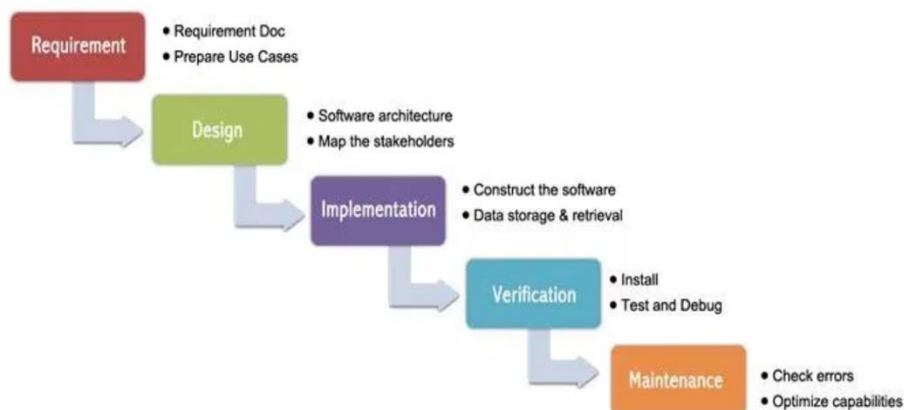 Requirement
• Requirement Doc
• Prepare Use Cases
Design
• Software architecture
• Map the stakeholders
Implementation
• Construct the software
• Data storage & retrieval
Verification
• Install
• Test and Debug
Maintenance
• Check errors
• Optimize capabilities